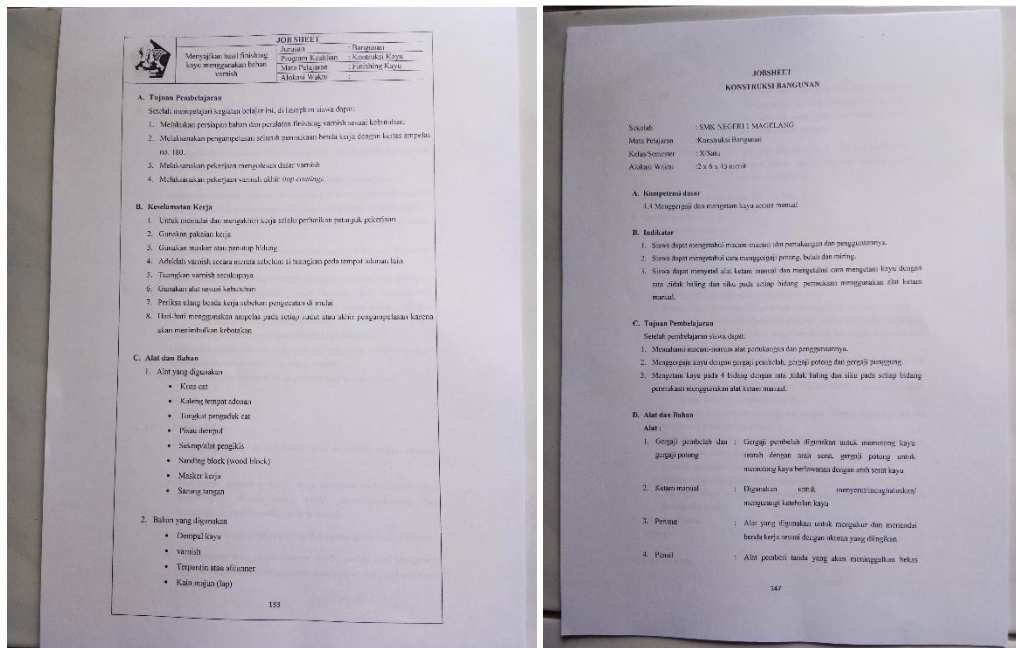 JOB SHEET
Menyajikan hasil finishing
kayu menggunakan bahan
varnish
Jurusan : Bangunan
Program Keahlian : Kontruksi Kayu
Mata Pelajaran : Finishing Kayu
Alokasi Waktu :
A. Tujuan Pembelajaran
Setelah mempelajari kegiatan belajar ini, di harapkan siswa dapat:
1. Melakukan persiapan bahan dan peralatan finishing varnish sesuai kebutuhan.
2. Melaksanakan pengampelasan seluruh permukaan benda kerja dengan kertas ampelas
no. 180.
3. Melaksanakan pekerjaan mengoleskan dasar varnish
4. Melaksanakan pekerjaan varnish akhir (top coating).
B. Keselamatan Kerja
1. Untuk memulai dan mengakhiri kerja selalu perhatikan petunjuk pekerjaan
2. Gunakan pakaian kerja
3. Gunakan masker atau penutup hidung
4. Aduklah varnish secara merata sebelum di tuangkan pada tempat adonan lain
5. Tuangkan varnish secukupnya
6. Gunakan alat sesuai kebutuhan
7. Periksa ulang benda kerja sebelum pengecatan di mulai
8. Hati-hati menggunakan ampelas pada setiap sudut atau akhir pengampelasan karena
akan menimbulkan kebotakan
C. Alat dan Bahan
1. Alat yang digunakan
• Kuas cat
• Kaleng tempat adonan
• Tongkat pengaduk cat
• Pisau dempul
• Sekrap/alat pengikis
• Sanding block (wood block)
• Masker kerja
• Sarung tangan
2. Bahan yang digunakan
• Dempul kayu
• varnish
• Terpentin atau
• Kain majun (lap)
133
JOBSHEET
KONSTRUKSI BANGUNAN
Sekolah : SMK NEGERI 1 MAGELANG
Mata Pelajaran : Konstruksi Bangunan
Kelas/Semester : X/Satu
Alokasi Waktu : 2 x 6 x 45 menit
A. Kompetensi dasar
4.4 Menggergaji dan mengetam kayu secara manual
B. Indikator
1. Siswa dapat mengetahui macam-macam alat pertukangan dan penggunaannya.
2. Siswa dapat mengetahui cara menggergaji potong, belah dan miring.
3. Siswa dapat menyetel alat ketam manual dan mengetahui cara mengetam kayu dengan
rata ,tidak baling dan siku pada setiap bidang permukaan menggunakan alat ketam
manual.
C. Tujuan Pembelajaran
Setelah pembelajaran siswa dapat:
1. Memahami macam-macam alat pertukangan dan penggunaannya.
2. Menggergaji kayu dengan gergaji pembelah, gergaji potong dan gergaji punggung.
3. Mengetam kayu pada 4 bidang dengan rata ,tidak baling dan siku pada setiap bidang
permukaan menggunakan alat ketam manual.
D. Alat dan Bahan
Alat :
1. Gergaji pembelah dan : Gergaji pembelah digunakan untuk memotong kayu
gergaji potong searah dengan arah serat, gergaji potong untuk
memotong kayu berlawanan dengan arah serat kayu
2. Ketam manual : Digunakan untuk menyerut/menghaluskan/
mengurangi ketebalan kayu
3. Perusut : Alat yang digunakan untuk mengukur dan menandai
benda kerja sesuai dengan ukuran yang diingikan
4. Pensil : Alat pemberi tanda yang akan meninggalkan bekas
147